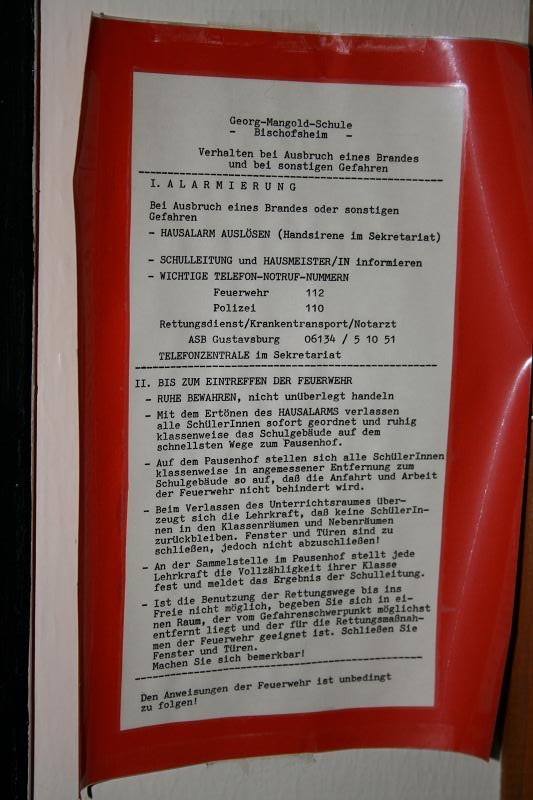 Georg-Mangold-Schule
- Bischofsheim -
Verhalten bei Ausbruch eines Brandes
und bei sonstigen Gefahren
I. ALARMIERUNG
Bei Ausbruch eines Brandes oder sonstigen
Gefahren
- HAUSALARM AUSLÖSEN (Handsirene im Sekretariat)
- SCHULLEITUNG und HAUSMEISTER/IN informieren
- WICHTIGE TELEFON-NOTRUF-NUMMERN
Feuerwehr 112
Polizei 110
Rettungsdienst/Krankentransport/Notarzt
ASB Gustavsburg 06134 / 5 10 51
TELEFONZENTRALE im Sekretariat
II. BIS ZUM EINTREFFEN DER FEUERWEHR
- RUHE BEWAHREN, nicht unüberlegt handeln
- Mit dem Ertönen des HAUSALARMS verlassen
alle SchülerInnen sofort geordnet und ruhig
klassenweise das Schulgebäude auf dem
schnellsten Wege zum Pausenhof.
- Auf dem Pausenhof stellen sich alle SchülerInnen
klassenweise in angemessener Entfernung zum
Schulgebäude so auf, daß die Anfahrt und Arbeit
der Feuerwehr nicht behindert wird.
- Beim Verlassen des Unterrichtsraumes über-
zeugt sich die Lehrkraft, daß keine SchülerIn-
nen in den Klassenräumen und Nebenräumen
zurückbleiben. Fenster und Türen sind zu
schließen, jedoch nicht abzuschließen!
- An der Sammelstelle im Pausenhof stellt jede
Lehrkraft die Vollzähligkeit ihrer Klasse
fest und meldet das Ergebnis der Schulleitung.
- Ist die Benutzung der Rettungswege bis ins
Freie nicht möglich, begeben Sie sich in ei-
nen Raum, der vom Gefahrenschwerpunkt möglichst
entfernt liegt und der für die Rettungsmaßnah-
men der Feuerwehr geeignet ist. Schließen Sie
Fenster und Türen.
Machen Sie sich bemerkbar!
Den Anweisungen der Feuerwehr ist unbedingt
zu folgen!